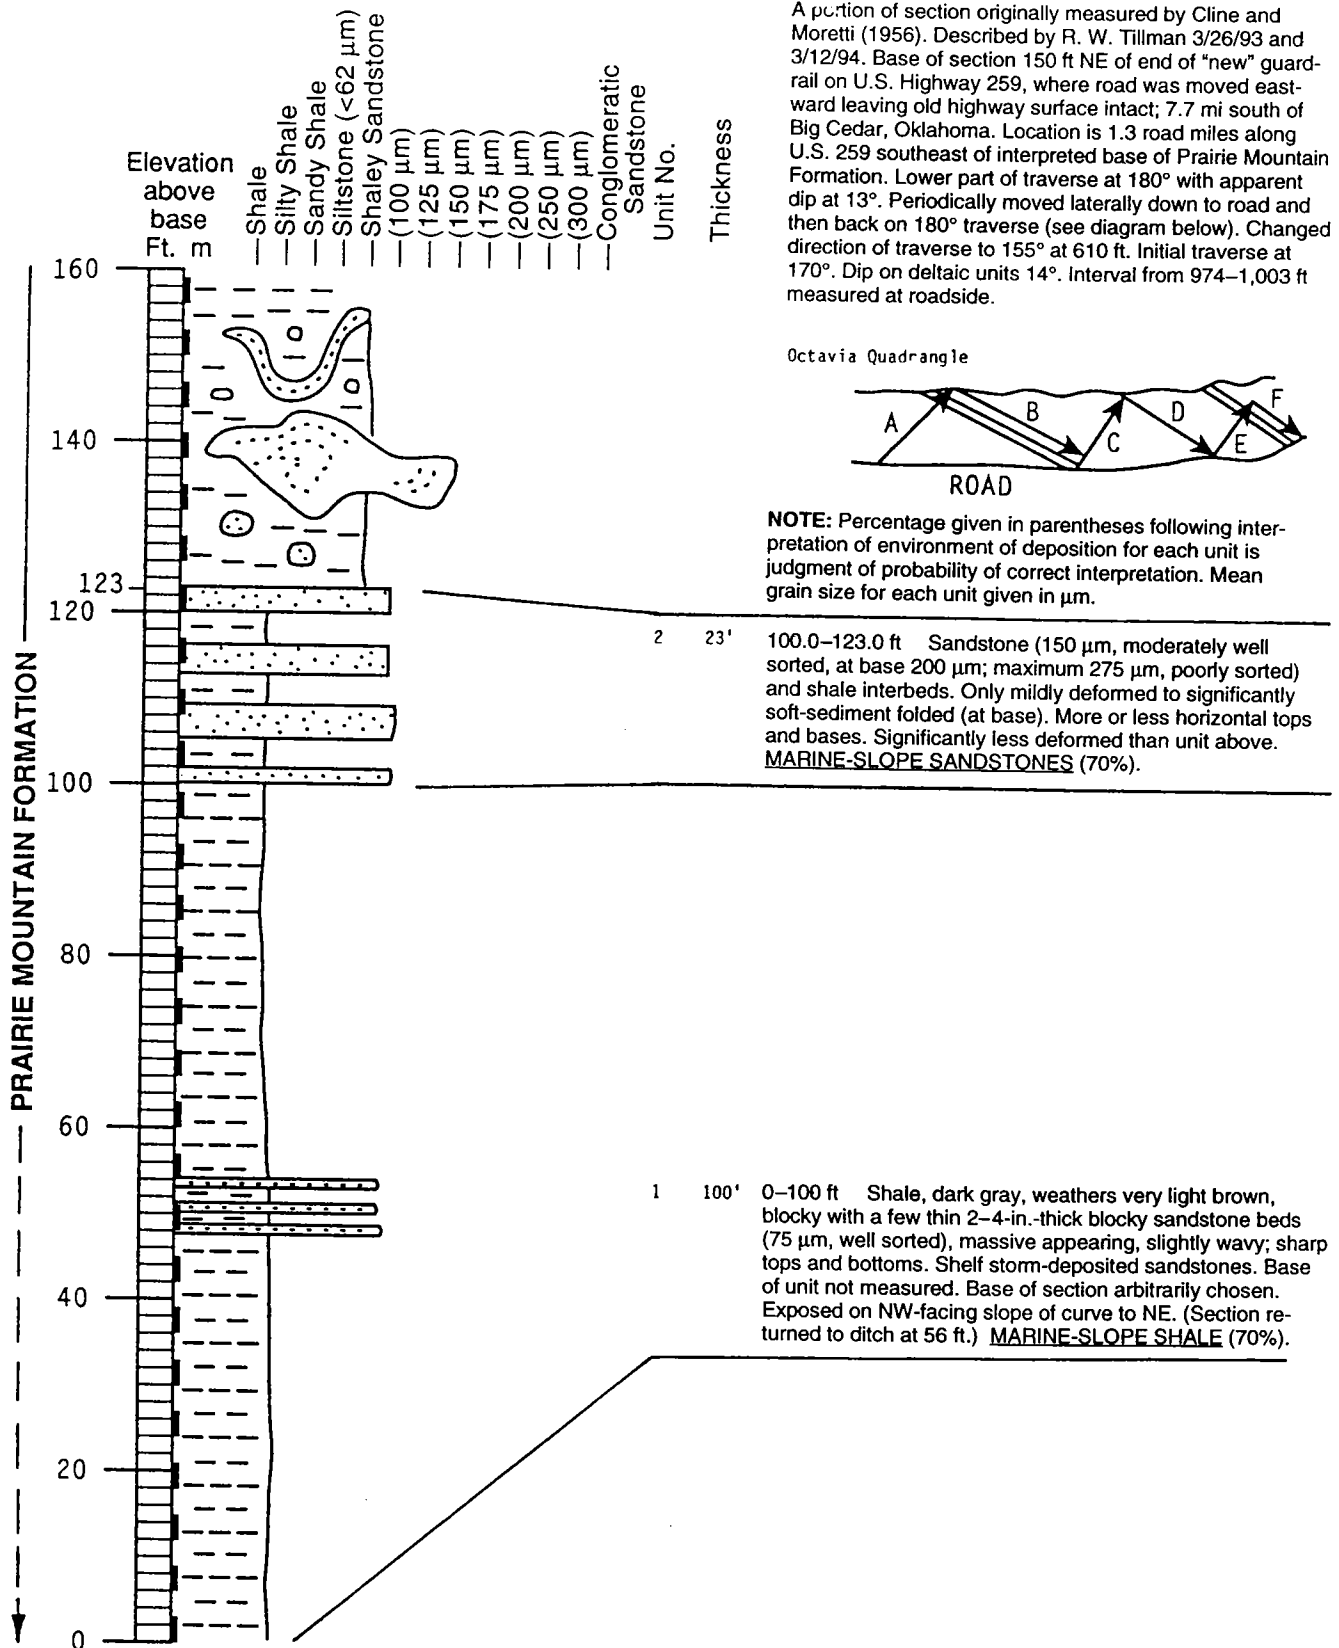 A portion of section originally measured by Cline and
Moretti (1956). Described by R. W. Tillman 3/26/93 and
3/12/94. Base of section 150 ft NE of end of "new" guard-
rail on U.S. Highway 259, where road was moved east-
ward leaving old highway surface intact; 7.7 mi south of
Big Cedar, Oklahoma. Location is 1.3 road miles along
U.S. 259 southeast of interpreted base of Prairie Mountain
Formation. Lower part of traverse at 180° with apparent
dip at 13°. Periodically moved laterally down to road and
then back on 180° traverse (see diagram below). Changed
direction of traverse to 155° at 610 ft. Initial traverse at
170°. Dip on deltaic units 14°. Interval from 974–1,003 ft
measured at roadside.
Elevation
above
base
Ft. m
Shale
Silty Shale
Sandy Shale
Siltstone (<62 µm)
Shaley Sandstone
(100 µm)
(125 µm)
(150 µm)
(175 µm)
(200 µm)
(250 µm)
(300 µm)
Conglomeratic
Sandstone
Unit No.
Thickness
Octavia Quadrangle
A
B
C
D
E
F
ROAD
NOTE: Percentage given in parentheses following inter-
pretation of environment of deposition for each unit is
judgment of probability of correct interpretation. Mean
grain size for each unit given in µm.
160
140
123
120
100
80
60
40
20
0
PRAIRIE MOUNTAIN FORMATION
2 23' 100.0–123.0 ft Sandstone (150 µm, moderately well
sorted, at base 200 µm; maximum 275 µm, poorly sorted)
and shale interbeds. Only mildly deformed to significantly
soft-sediment folded (at base). More or less horizontal tops
and bases. Significantly less deformed than unit above.
MARINE-SLOPE SANDSTONES (70%).
1 100' 0–100 ft Shale, dark gray, weathers very light brown,
blocky with a few thin 2–4-in.-thick blocky sandstone beds
(75 µm, well sorted), massive appearing, slightly wavy; sharp
tops and bottoms. Shelf storm-deposited sandstones. Base
of unit not measured. Base of section arbitrarily chosen.
Exposed on NW-facing slope of curve to NE. (Section re-
turned to ditch at 56 ft.) MARINE-SLOPE SHALE (70%).